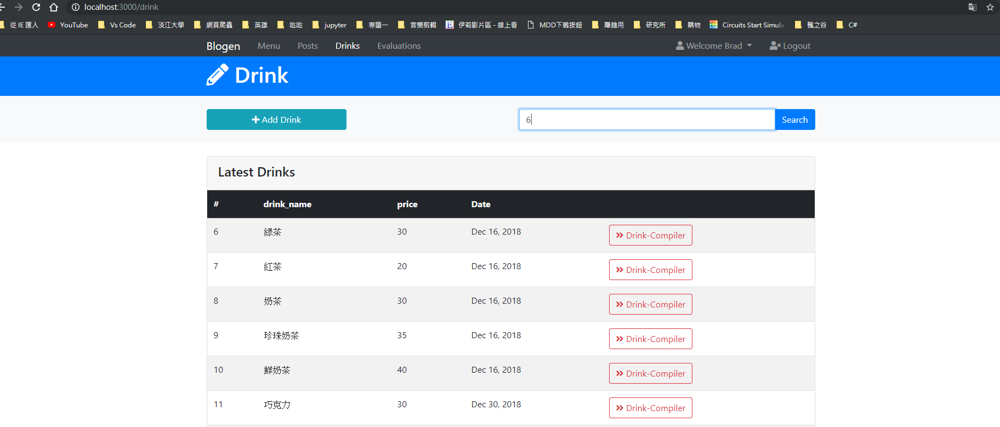 localhost:3000/drink
從 IE 匯入 YouTube Vs Code 淡江大學 網頁爬蟲 英雄 吃吃 jupyter 專題一 音樂剪輯 伊莉影片區 - 線上看 MDD下載按鈕 賺錢用 研究所 購物 Circuits Start Simula 楓之谷 C#
Blogen Menu Posts Drinks Evaluations Welcome Brad Logout
Drink
Add Drink 6 Search
Latest Drinks
# drink_name price Date
6 綠茶 30 Dec 16, 2018 Drink-Compiler
7 紅茶 20 Dec 16, 2018 Drink-Compiler
8 奶茶 30 Dec 16, 2018 Drink-Compiler
9 珍珠奶茶 35 Dec 16, 2018 Drink-Compiler
10 鮮奶茶 40 Dec 16, 2018 Drink-Compiler
11 巧克力 30 Dec 30, 2018 Drink-Compiler